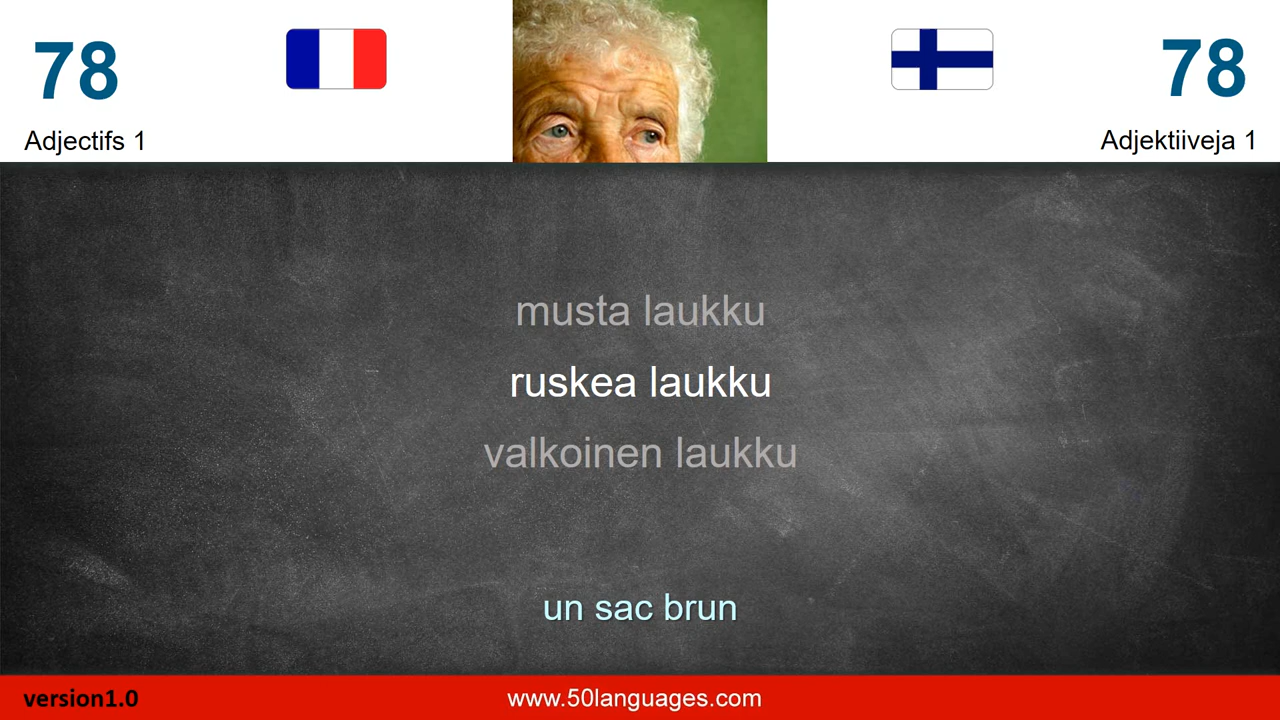 78
78
Adjectifs 1
Adjektiiveja 1
musta laukku
ruskea laukku
valkoinen laukku
un sac brun
version1.0
www.50languages.com